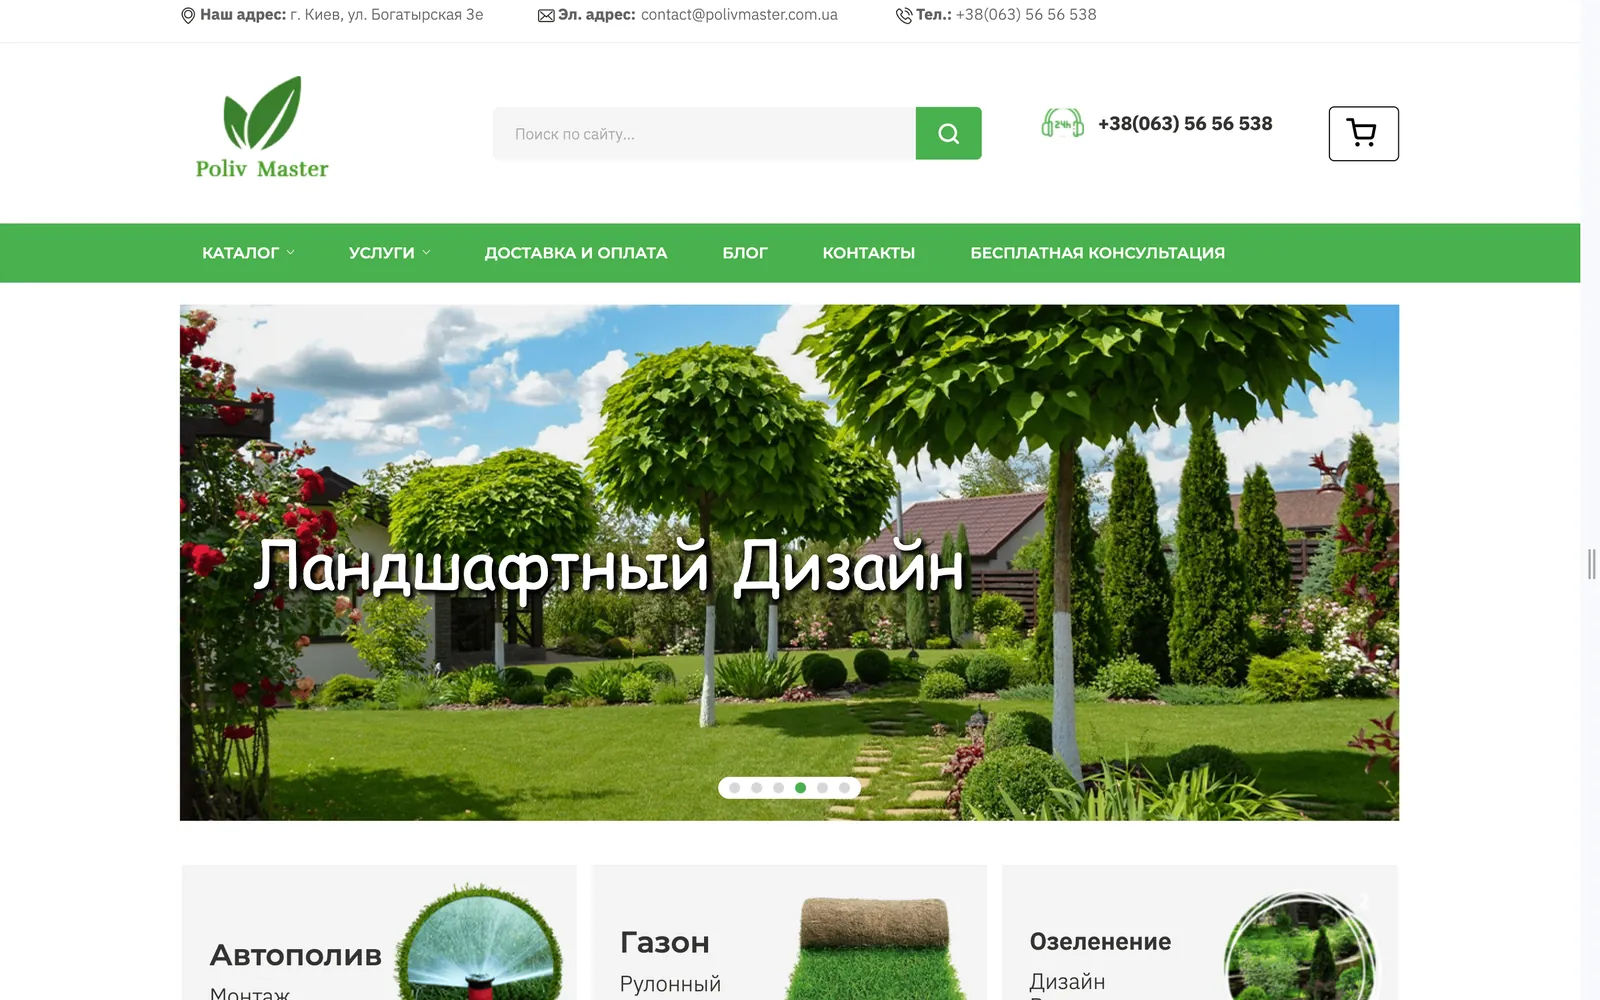 Наш адрес: г. Киев, ул. Богатырская 3е
Эл. адрес: contact@polivmaster.com.ua
Тел.: +38(063) 56 56 538
Poliv Master
Поиск по сайту...
24h
+38(063) 56 56 538
КАТАЛОГ
УСЛУГИ
ДОСТАВКА И ОПЛАТА
БЛОГ
КОНТАКТЫ
БЕСПЛАТНАЯ КОНСУЛЬТАЦИЯ
Ландшафтный Дизайн
Автополив
Монтаж
Газон
Рулонный
Озеленение
Дизайн